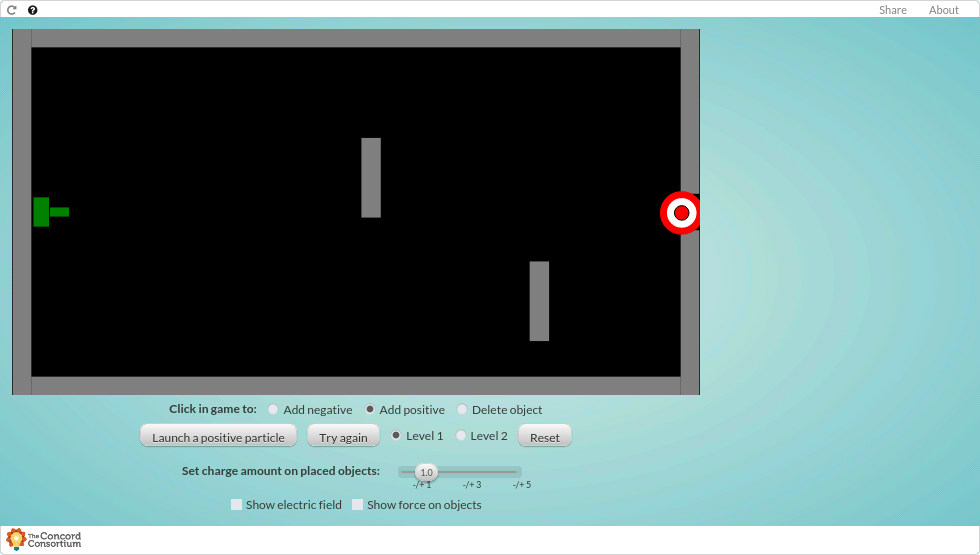 Share About
Click in game to: Add negative Add positive Delete object
Launch a positive particle Try again Level 1 Level 2 Reset
Set charge amount on placed objects: 1.0
-/+ 1 -/+ 3 -/+ 5
Show electric field Show force on objects
The Concord
Consortium